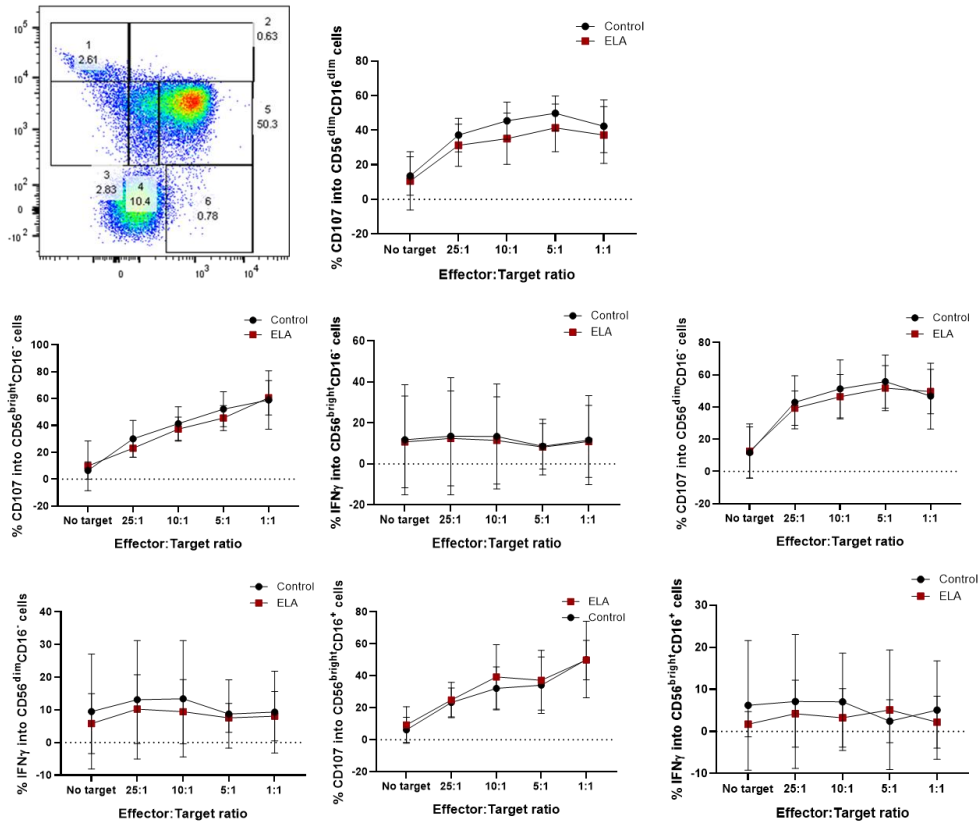 10⁵
10⁴
10³
10²
0
-10²
0
10³
10⁴
1
2.61
2
0.63
3
2.83
4
10.4
5
50.3
6
0.78
Control
ELA
% CD107 into CD56ᵈⁱᵐCD16ᵈⁱᵐ cells
60
40
20
0
-20
No target 25:1 10:1 5:1 1:1
Effector:Target ratio
Control
ELA
% CD107 into CD56ᵇʳⁱᵍʰᵗCD16⁻ cells
100
80
60
40
20
0
-20
No target 25:1 10:1 5:1 1:1
Effector:Target ratio
Control
ELA
% IFNγ into CD56ᵇʳⁱᵍʰᵗCD16⁻ cells
60
40
20
0
-20
No target 25:1 10:1 5:1 1:1
Effector:Target ratio
Control
ELA
% CD107 into CD56ᵈⁱᵐCD16⁻ cells
80
60
40
20
0
-20
No target 25:1 10:1 5:1 1:1
Effector:Target ratio
Control
ELA
% IFNγ into CD56ᵈⁱᵐCD16⁻ cells
40
30
20
10
0
-10
No target 25:1 10:1 5:1 1:1
Effector:Target ratio
ELA
Control
% CD107 into CD56ᵇʳⁱᵍʰᵗCD16⁺ cells
80
60
40
20
0
-20
No target 25:1 10:1 5:1 1:1
Effector:Target ratio
Control
ELA
% IFNγ into CD56ᵇʳⁱᵍʰᵗCD16⁺ cells
30
20
10
0
-10
No target 25:1 10:1 5:1 1:1
Effector:Target ratio